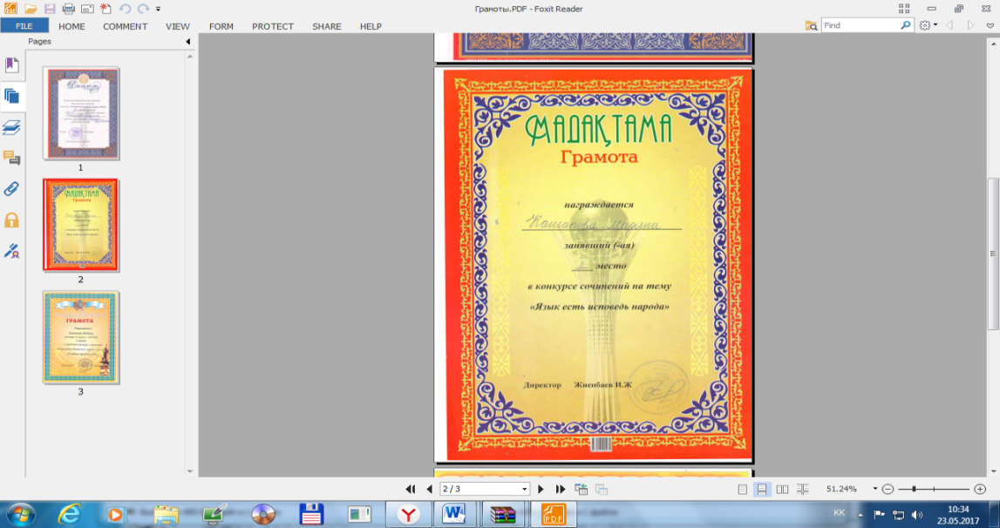 Грамоты.PDF - Foxit Reader
FILE HOME COMMENT VIEW FORM PROTECT SHARE HELP
Find
Pages
1
2
3
МАДАҚТАМА
Грамота
награждается
занявший (-ая)
место
в конкурсе сочинений на тему
«Язык есть исповедь народа»
Директор Жиенбаев И.Ж
2 / 3
51.24%
KK
10:34
23.05.2017